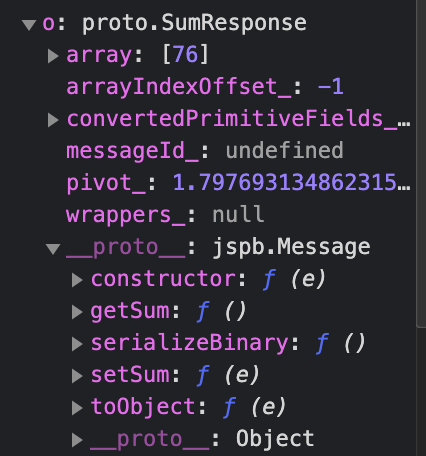 o: proto.SumResponse
array: [76]
arrayIndexOffset_: -1
convertedPrimitiveFields_…
messageId_: undefined
pivot_: 1.797693134862315…
wrappers_: null
__proto__: jspb.Message
constructor: ƒ (e)
getSum: ƒ ()
serializeBinary: ƒ ()
setSum: ƒ (e)
toObject: ƒ (e)
__proto__: Object